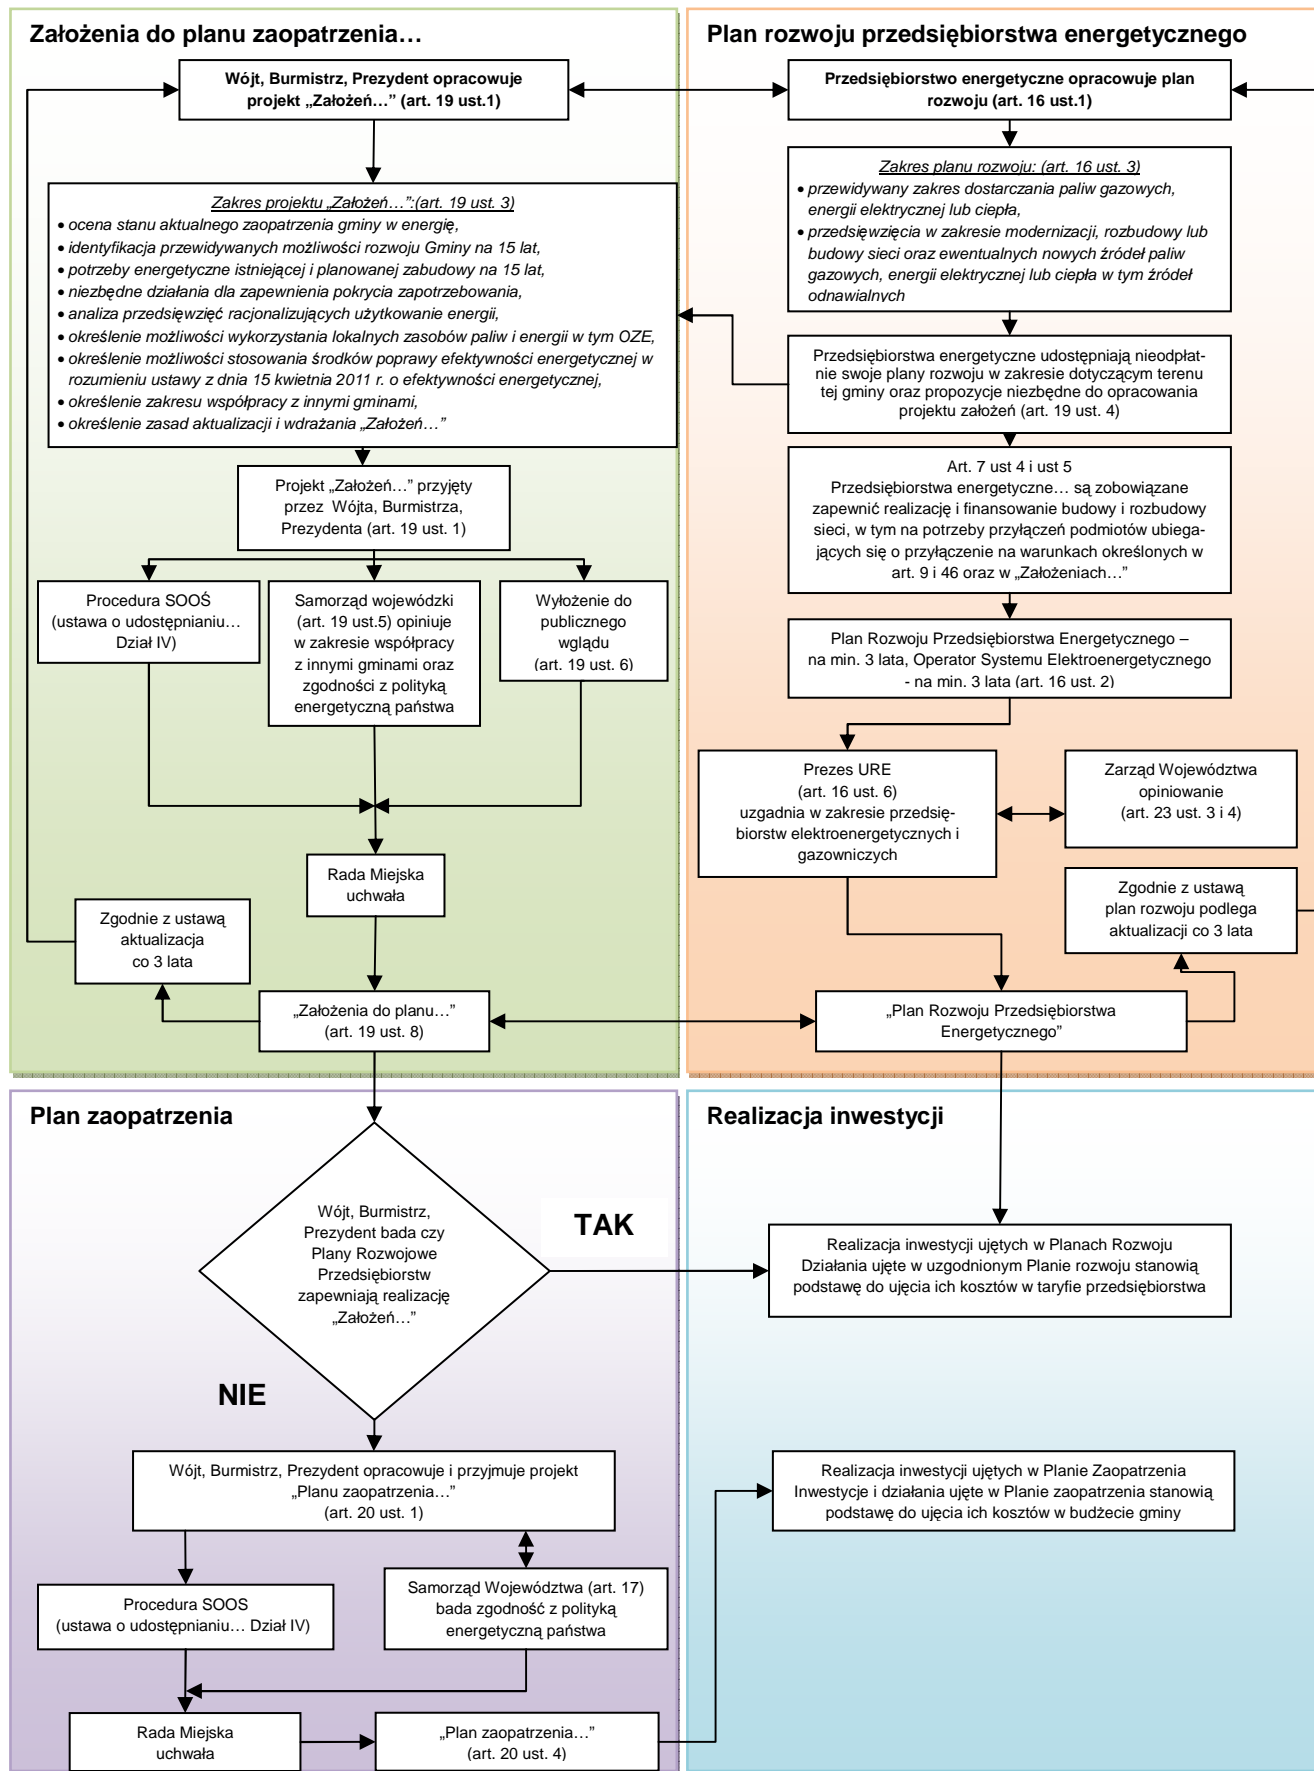 Założenia do planu zaopatrzenia…
Wójt, Burmistrz, Prezydent opracowuje
projekt „Założeń…” (art. 19 ust.1)
Zakres projektu „Założeń…”:(art. 19 ust. 3)
• ocena stanu aktualnego zaopatrzenia gminy w energię,
• identyfikacja przewidywanych możliwości rozwoju Gminy na 15 lat,
• potrzeby energetyczne istniejącej i planowanej zabudowy na 15 lat,
• niezbędne działania dla zapewnienia pokrycia zapotrzebowania,
• analiza przedsięwzięć racjonalizujących użytkowanie energii,
• określenie możliwości wykorzystania lokalnych zasobów paliw i energii w tym OZE,
• określenie możliwości stosowania środków poprawy efektywności energetycznej w
rozumieniu ustawy z dnia 15 kwietnia 2011 r. o efektywności energetycznej,
• określenie zakresu współpracy z innymi gminami,
• określenie zasad aktualizacji i wdrażania „Założeń…”
Projekt „Założeń…” przyjęty
przez Wójta, Burmistrza,
Prezydenta (art. 19 ust. 1)
Procedura SOOŚ
(ustawa o udostępnianiu…
Dział IV)
Samorząd wojewódzki
(art. 19 ust.5) opiniuje
w zakresie współpracy
z innymi gminami oraz
zgodności z polityką
energetyczną państwa
Wyłożenie do
publicznego
wglądu
(art. 19 ust. 6)
Rada Miejska
uchwała
Zgodnie z ustawą
aktualizacja
co 3 lata
„Założenia do planu…”
(art. 19 ust. 8)
Plan rozwoju przedsiębiorstwa energetycznego
Przedsiębiorstwo energetyczne opracowuje plan
rozwoju (art. 16 ust.1)
Zakres planu rozwoju: (art. 16 ust. 3)
• przewidywany zakres dostarczania paliw gazowych,
energii elektrycznej lub ciepła,
• przedsięwzięcia w zakresie modernizacji, rozbudowy lub
budowy sieci oraz ewentualnych nowych źródeł paliw
gazowych, energii elektrycznej lub ciepła w tym źródeł
odnawialnych
Przedsiębiorstwa energetyczne udostępniają nieodpłat-
nie swoje plany rozwoju w zakresie dotyczącym terenu
tej gminy oraz propozycje niezbędne do opracowania
projektu założeń (art. 19 ust. 4)
Art. 7 ust 4 i ust 5
Przedsiębiorstwa energetyczne… są zobowiązane
zapewnić realizację i finansowanie budowy i rozbudowy
sieci, w tym na potrzeby przyłączeń podmiotów ubiega-
jących się o przyłączenie na warunkach określonych w
art. 9 i 46 oraz w „Założeniach…”
Plan Rozwoju Przedsiębiorstwa Energetycznego –
na min. 3 lata, Operator Systemu Elektroenergetycznego
- na min. 3 lata (art. 16 ust. 2)
Prezes URE
(art. 16 ust. 6)
uzgadnia w zakresie przedsię-
biorstw elektroenergetycznych i
gazowniczych
Zarząd Województwa
opiniowanie
(art. 23 ust. 3 i 4)
Zgodnie z ustawą
plan rozwoju podlega
aktualizacji co 3 lata
„Plan Rozwoju Przedsiębiorstwa
Energetycznego”
Plan zaopatrzenia
Wójt, Burmistrz,
Prezydent bada czy
Plany Rozwojowe
Przedsiębiorstw
zapewniają realizację
„Założeń…”
TAK
NIE
Wójt, Burmistrz, Prezydent opracowuje i przyjmuje projekt
„Planu zaopatrzenia…”
(art. 20 ust. 1)
Procedura SOOS
(ustawa o udostępnianiu… Dział IV)
Samorząd Województwa (art. 17)
bada zgodność z polityką
energetyczną państwa
Rada Miejska
uchwała
„Plan zaopatrzenia…”
(art. 20 ust. 4)
Realizacja inwestycji
Realizacja inwestycji ujętych w Planach Rozwoju
Działania ujęte w uzgodnionym Planie rozwoju stanowią
podstawę do ujęcia ich kosztów w taryfie przedsiębiorstwa
Realizacja inwestycji ujętych w Planie Zaopatrzenia
Inwestycje i działania ujęte w Planie zaopatrzenia stanowią
podstawę do ujęcia ich kosztów w budżecie gminy